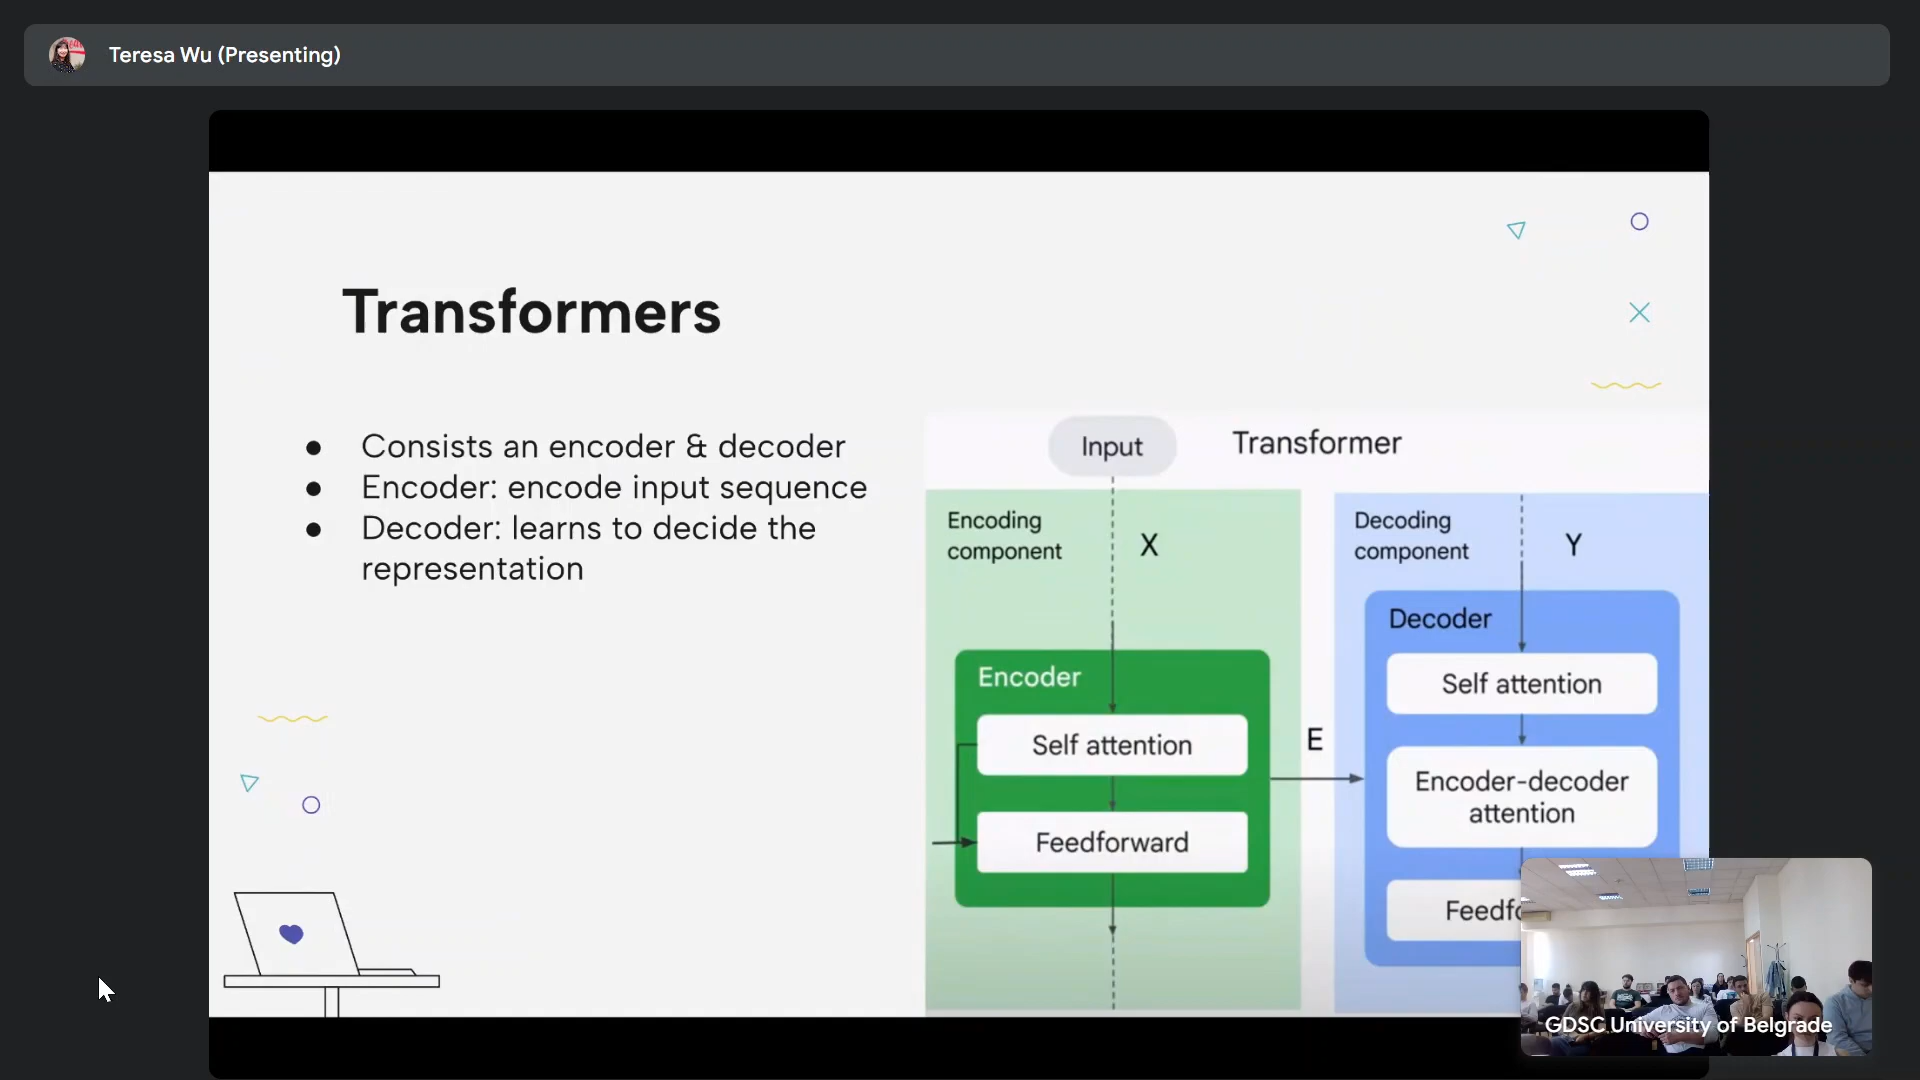 Teresa Wu (Presenting)
Transformers
● Consists an encoder & decoder
● Encoder: encode input sequence
● Decoder: learns to decide the
representation
Input
Transformer
Encoding
component
X
Encoder
Self attention
Feedforward
E
Decoding
component
Y
Decoder
Self attention
Encoder-decoder
attention
Feedfo
GDSC University of Belgrade